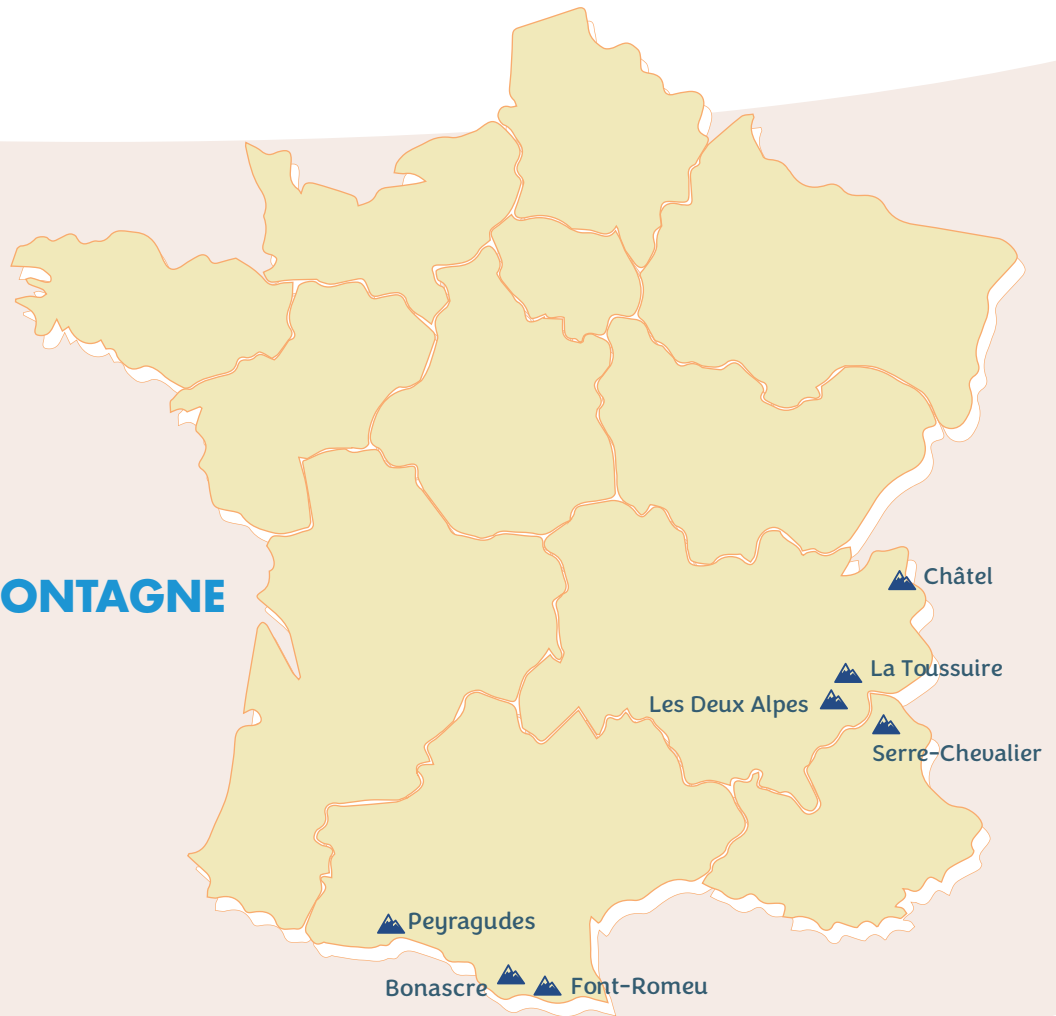 Châtel
ONTAGNE
La Toussuire
Les Deux Alpes
Serre-Chevalier
Peyragudes
Bonascre
Font-Romeu